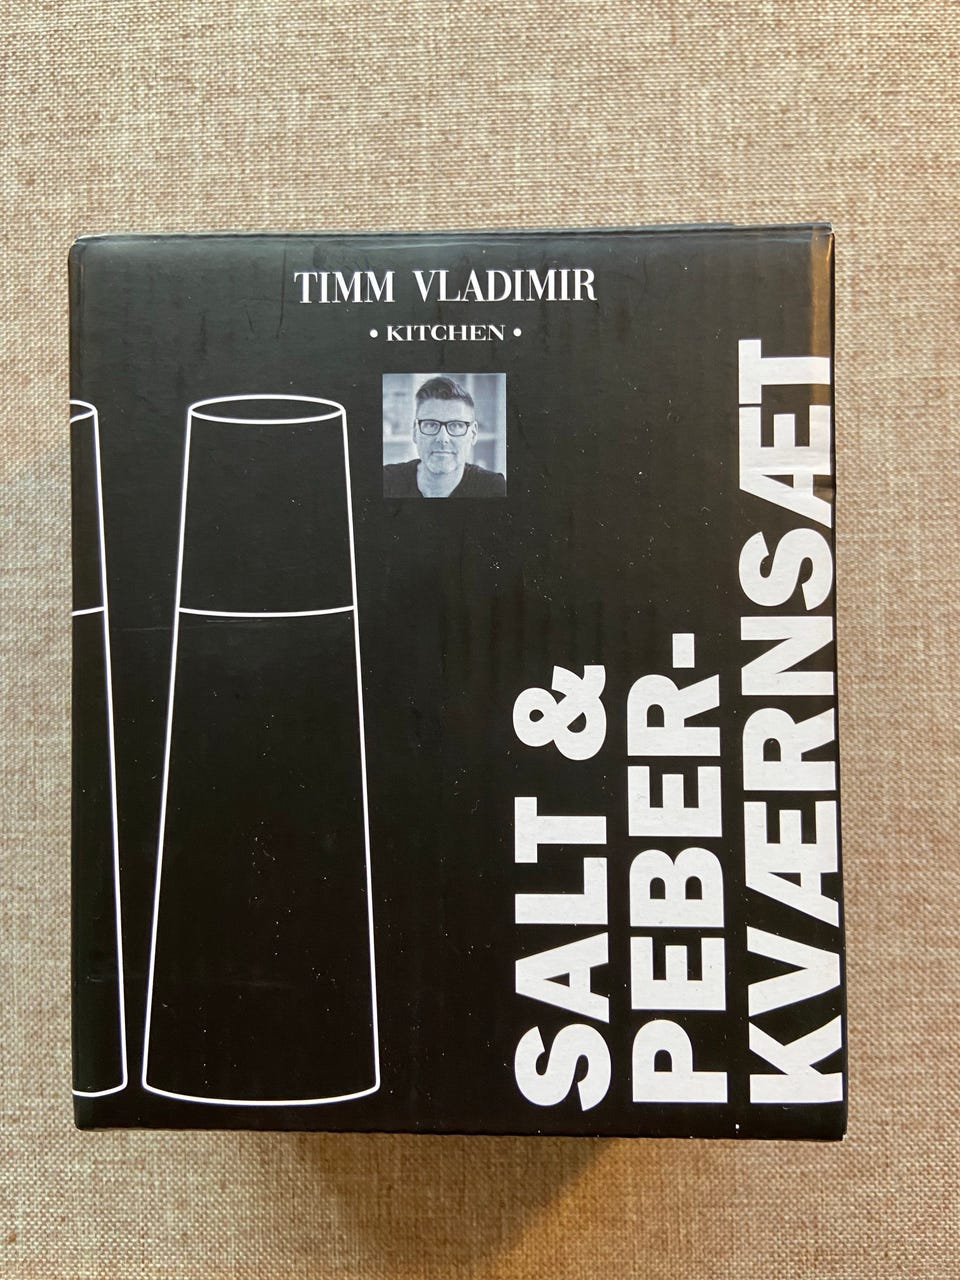 TIMM VLADIMIR
• KITCHEN •
SALT &
PEBER-
KVÆRNSÆT